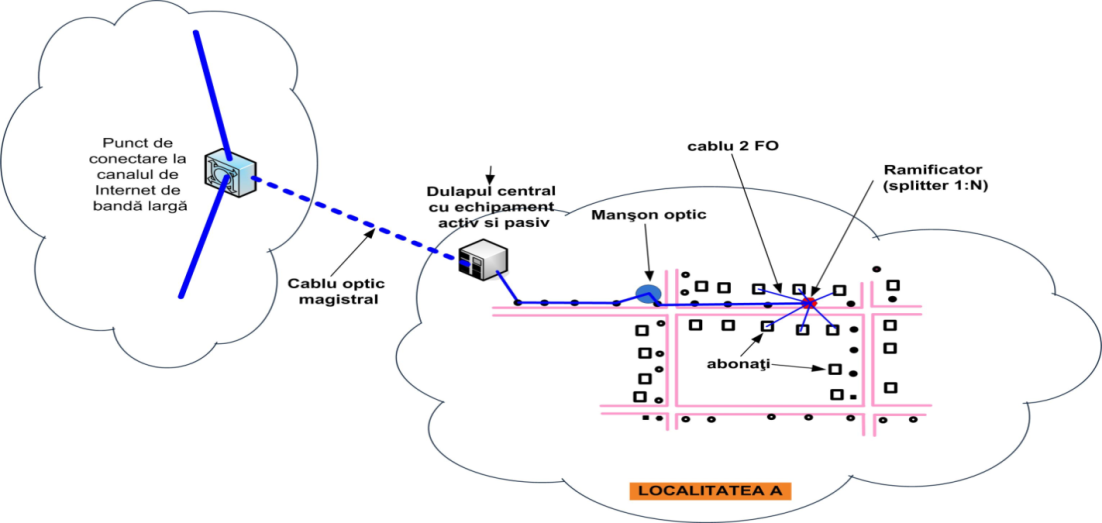 Punct de
conectare la
canalul de
Internet de
bandă largă
Cablu optic
magistral
Dulapul central
cu echipament
activ si pasiv
Manşon optic
cablu 2 FO
Ramificator
(splitter 1:N)
abonaţi
LOCALITATEA A